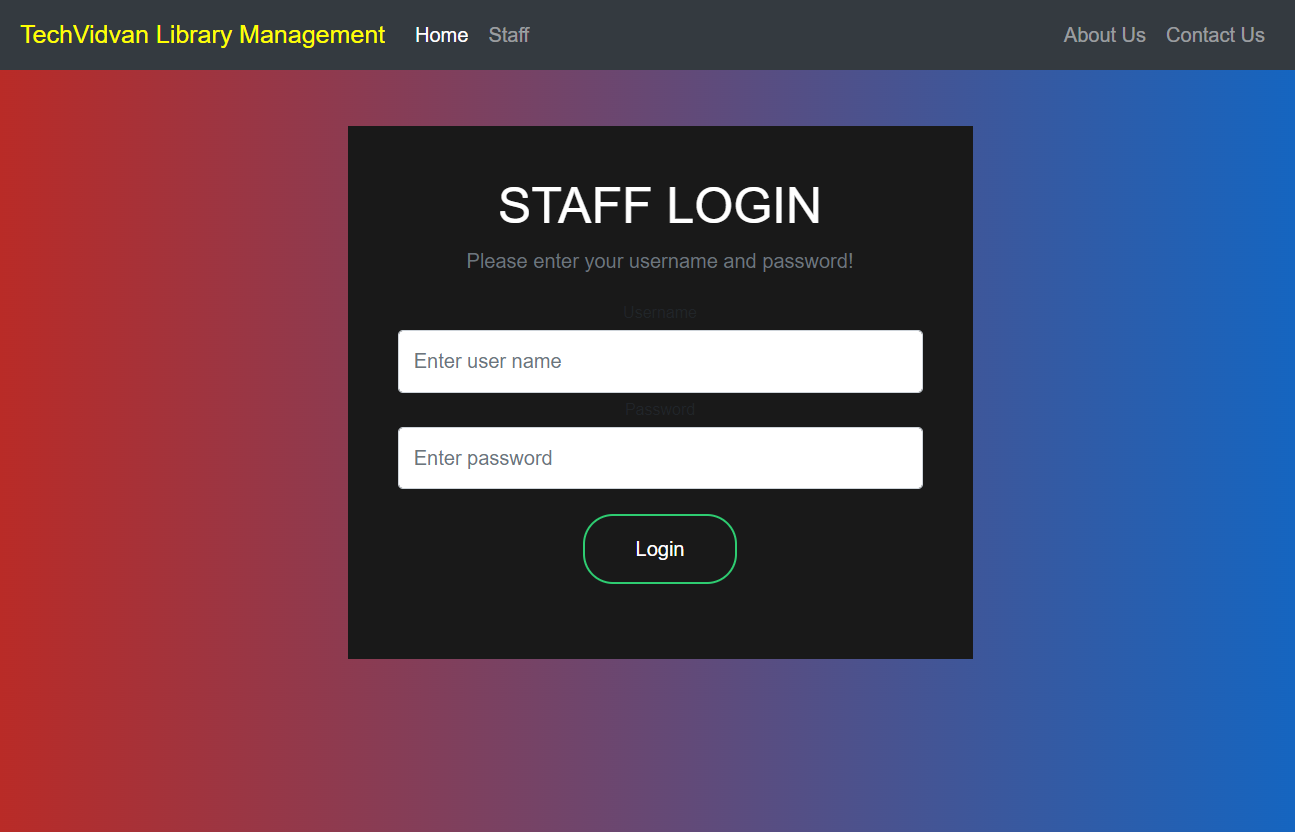 TechVidvan Library Management Home Staff About Us Contact Us
STAFF LOGIN
Please enter your username and password!
Username
Enter user name
Password
Enter password
Login